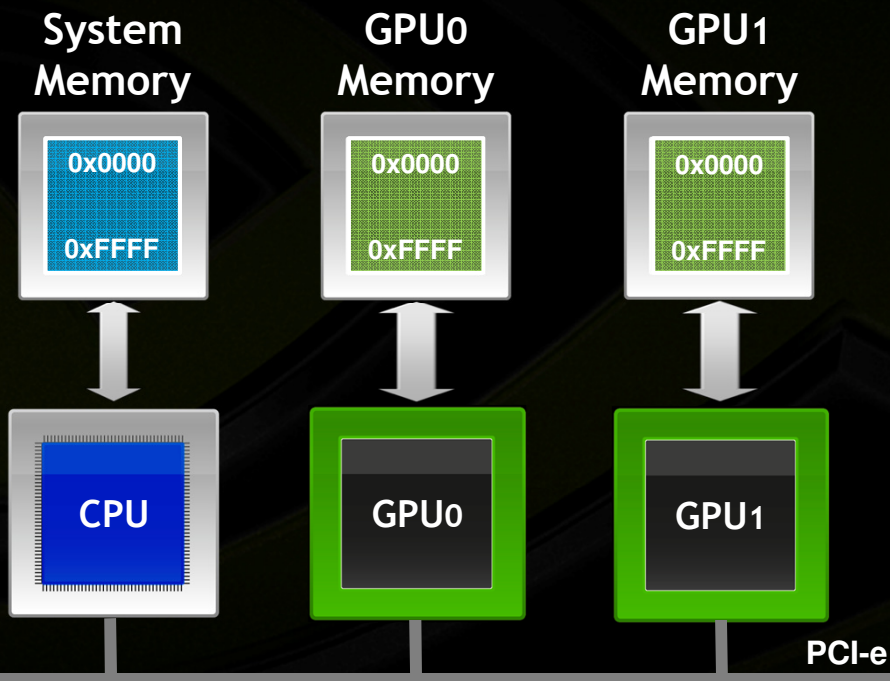 System
Memory
GPU0
Memory
GPU1
Memory
0x0000
0xFFFF
0x0000
0xFFFF
0x0000
0xFFFF
CPU
GPU0
GPU1
PCI-e